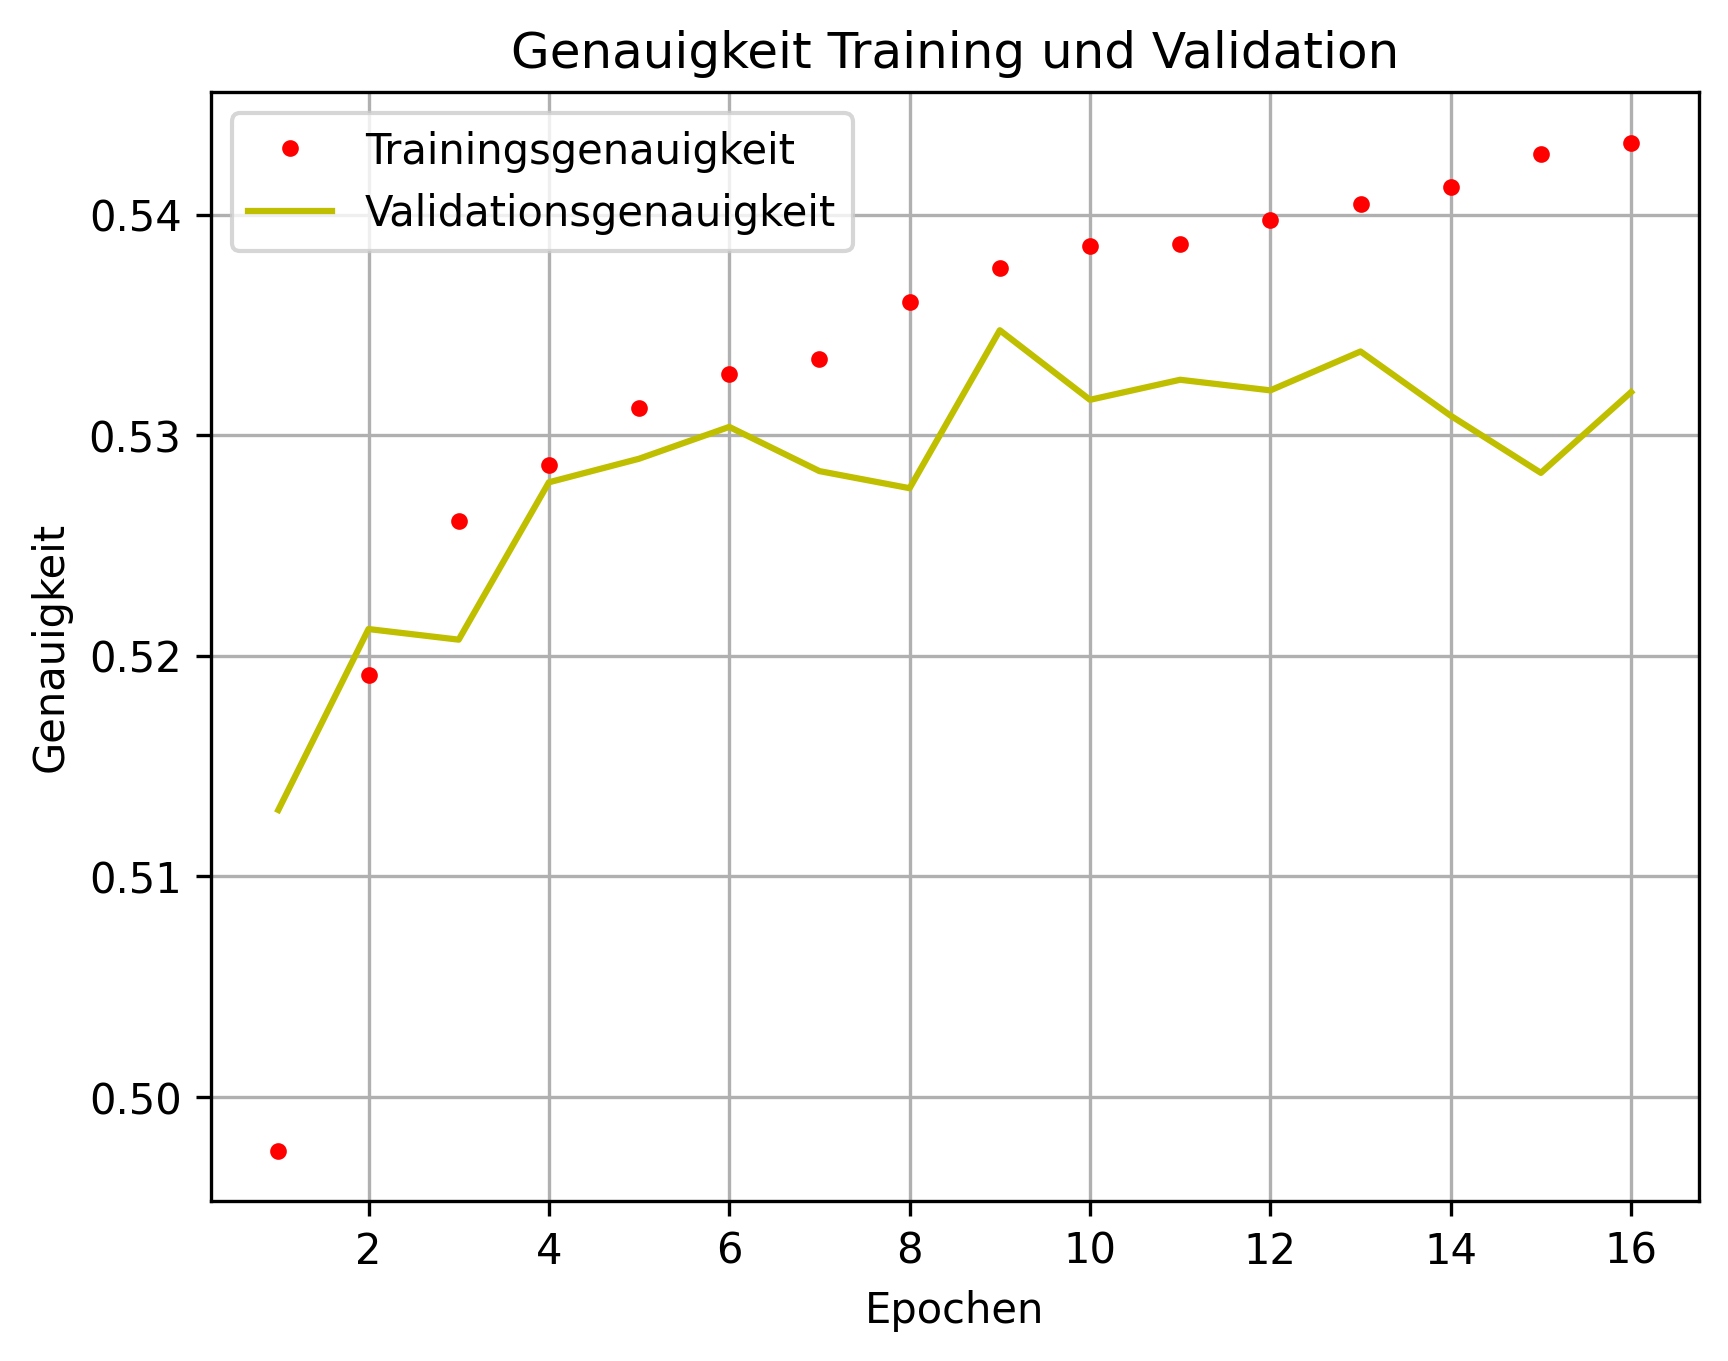 Genauigkeit Training und Validation
Trainingsgenauigkeit
Validationsgenauigkeit
0.54
0.53
0.52
0.51
0.50
Genauigkeit
2 4 6 8 10 12 14 16
Epochen